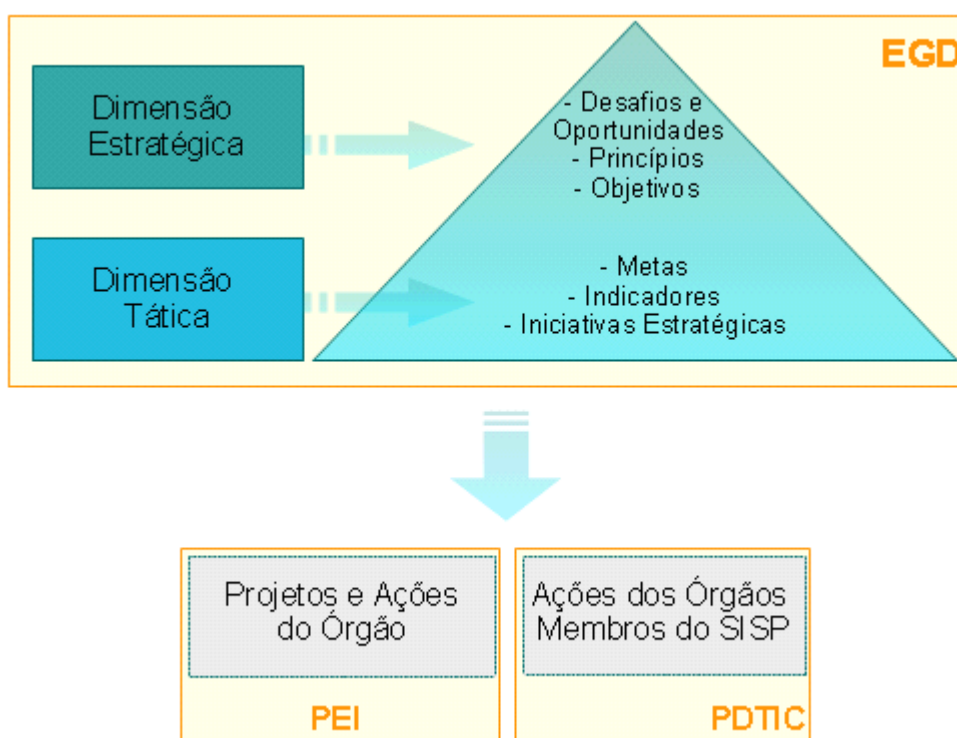 EGD
Dimensão
Estratégica
- Desafios e
Oportunidades
- Princípios
- Objetivos
Dimensão
Tática
- Metas
- Indicadores
- Iniciativas Estratégicas
Projetos e Ações
do Órgão
PEI
Ações dos Órgãos
Membros do SISP
PDTIC